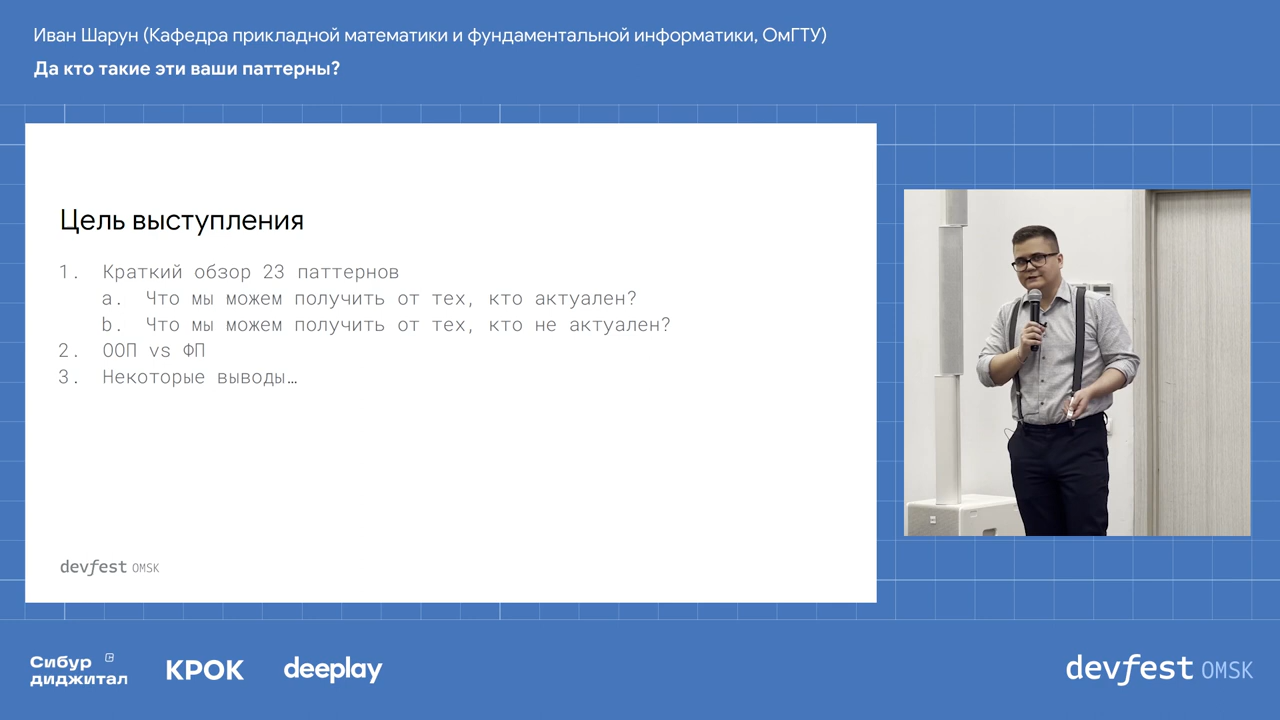 Иван Шарун (Кафедра прикладной математики и фундаментальной информатики, ОмГТУ)
Да кто такие эти ваши паттерны?
Цель выступления
1. Краткий обзор 23 паттернов
a. Что мы можем получить от тех, кто актуален?
b. Что мы можем получить от тех, кто не актуален?
2. ООП vs ФП
3. Некоторые выводы…
devfest OMSK
Сибур
диджитал
КРОК
deeplay
devfest OMSK